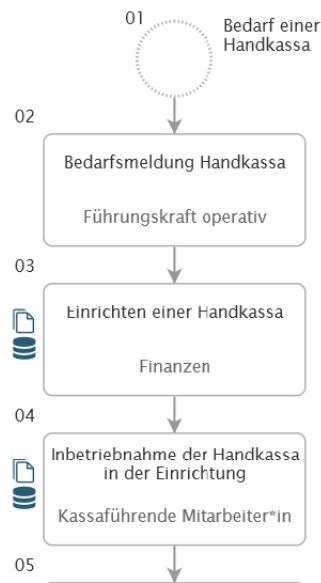 01
Bedarf einer
Handkassa
02
Bedarfsmeldung Handkassa
Führungskraft operativ
03
Einrichten einer Handkassa
Finanzen
04
Inbetriebnahme der Handkassa
in der Einrichtung
Kassaführende Mitarbeiter*in
05